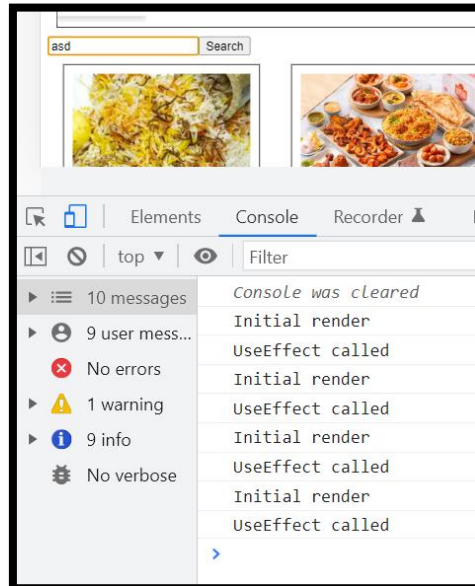 asd Search
Elements Console Recorder
top Filter
10 messages
9 user mess...
No errors
1 warning
9 info
No verbose
Console was cleared
Initial render
UseEffect called
Initial render
UseEffect called
Initial render
UseEffect called
Initial render
UseEffect called